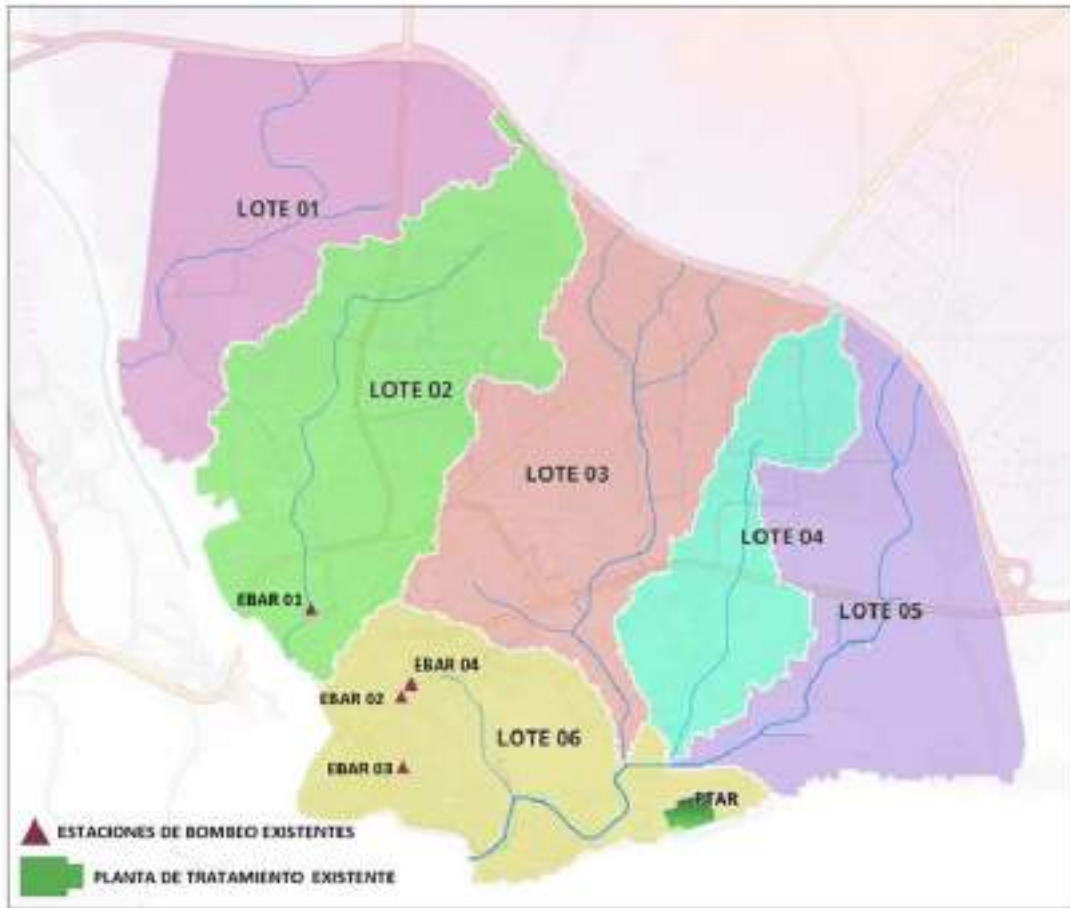 LOTE 01
LOTE 02
LOTE 03
LOTE 04
LOTE 05
EBAR 01
EBAR 04
EBAR 02
LOTE 06
EBAR 03
PTAR
ESTACIONES DE BOMBEO EXISTENTES
PLANTA DE TRATAMIENTO EXISTENTE